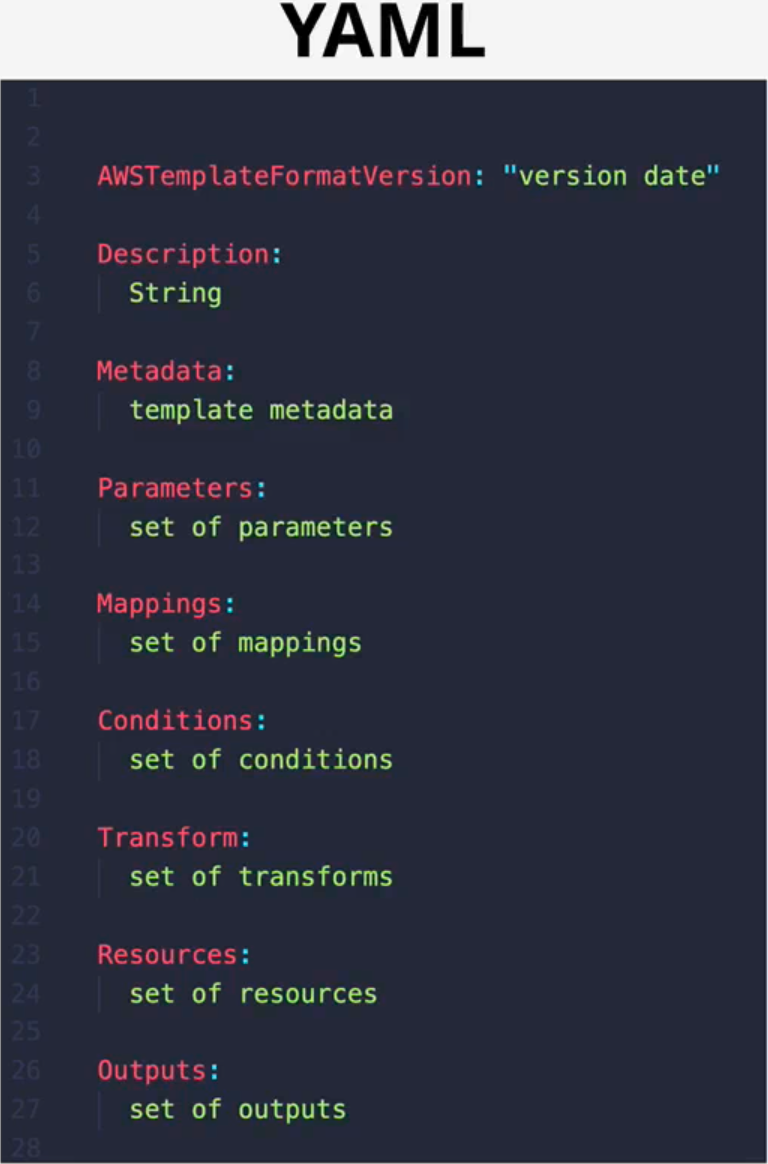 YAML
1
2
3 AWSTemplateFormatVersion: "version date"
4
5 Description:
6 String
7
8 Metadata:
9 template metadata
10
11 Parameters:
12 set of parameters
13
14 Mappings:
15 set of mappings
16
17 Conditions:
18 set of conditions
19
20 Transform:
21 set of transforms
22
23 Resources:
24 set of resources
25
26 Outputs:
27 set of outputs
28